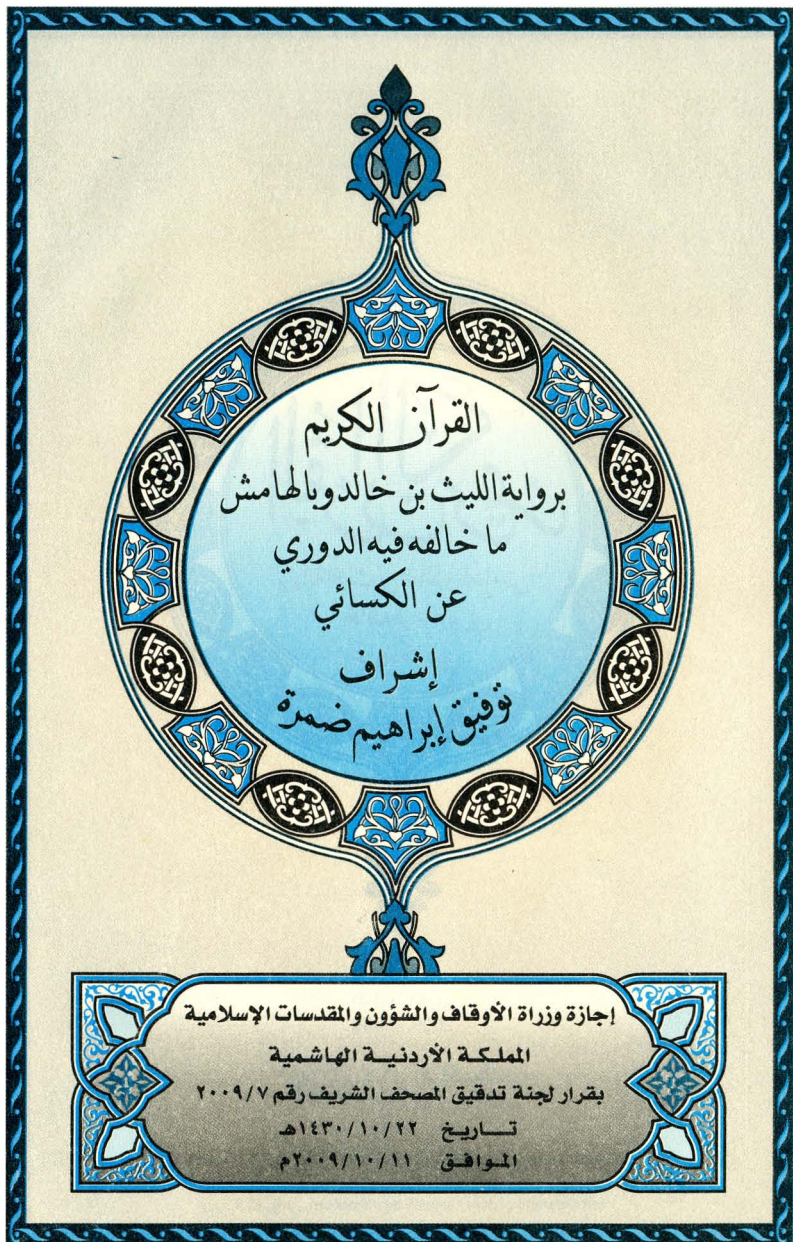 القرآن الكريم
برواية الليث بن خالد وبالهامش
ما خالفه فيه الدوري
عن الكسائي
إشراف
توفيق إبراهيم ضمرة
إجازة وزراة الأوقاف والشؤون والمقدسات الإسلامية
المملكة الأردنية الهاشمية
بقرار لجنة تدقيق المصحف الشريف رقم ٢٠٠٩/٧
تاريخ ١٤٣٠/١٠/٢٢هـ
الموافق ٢٠٠٩/١٠/١١م